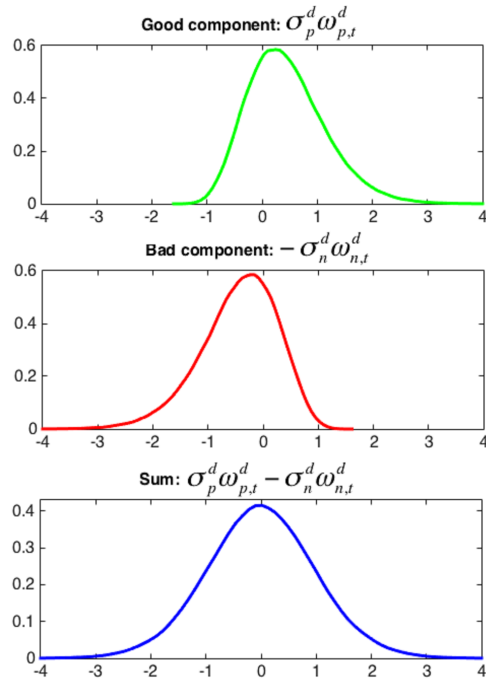 Good component: σ_p^d ω_{p,t}^d
0.6
0.4
0.2
0
-4 -3 -2 -1 0 1 2 3 4
Bad component: − σ_n^d ω_{n,t}^d
0.6
0.4
0.2
0
-4 -3 -2 -1 0 1 2 3 4
Sum: σ_p^d ω_{p,t}^d − σ_n^d ω_{n,t}^d
0.4
0.3
0.2
0.1
0
-4 -3 -2 -1 0 1 2 3 4